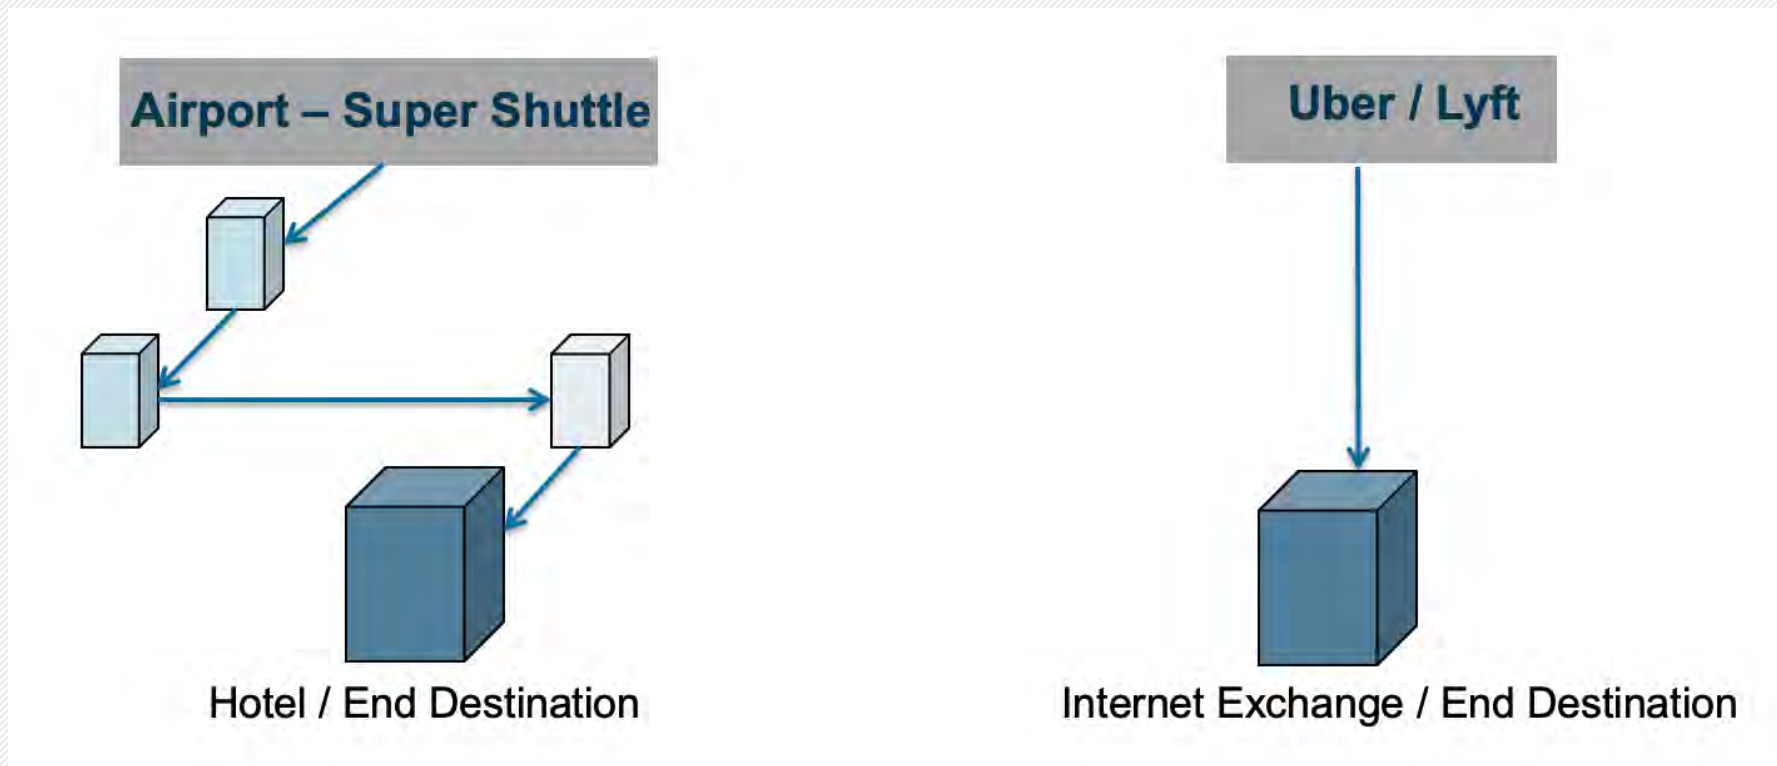 Airport – Super Shuttle
Uber / Lyft
Hotel / End Destination
Internet Exchange / End Destination